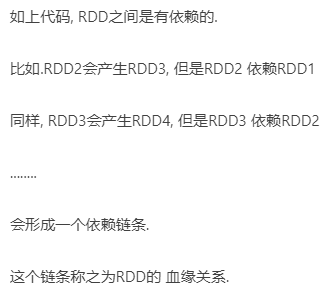 如上代码, RDD之间是有依赖的.
比如.RDD2会产生RDD3, 但是RDD2 依赖RDD1
同样, RDD3会产生RDD4, 但是RDD3 依赖RDD2
........
会形成一个依赖链条.
这个链条称之为RDD的 血缘关系.